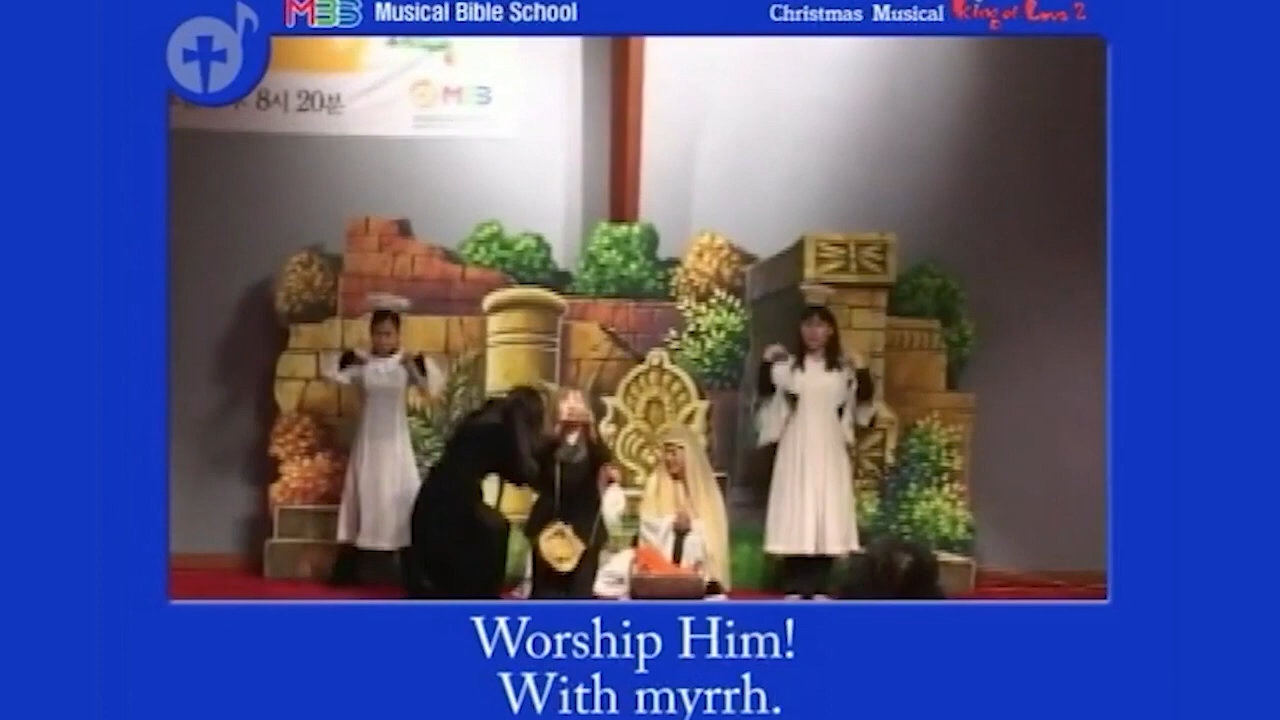 MBS Musical Bible School
Christmas Musical King of Love 2
8시 20분
MBS
Worship Him!
With myrrh.